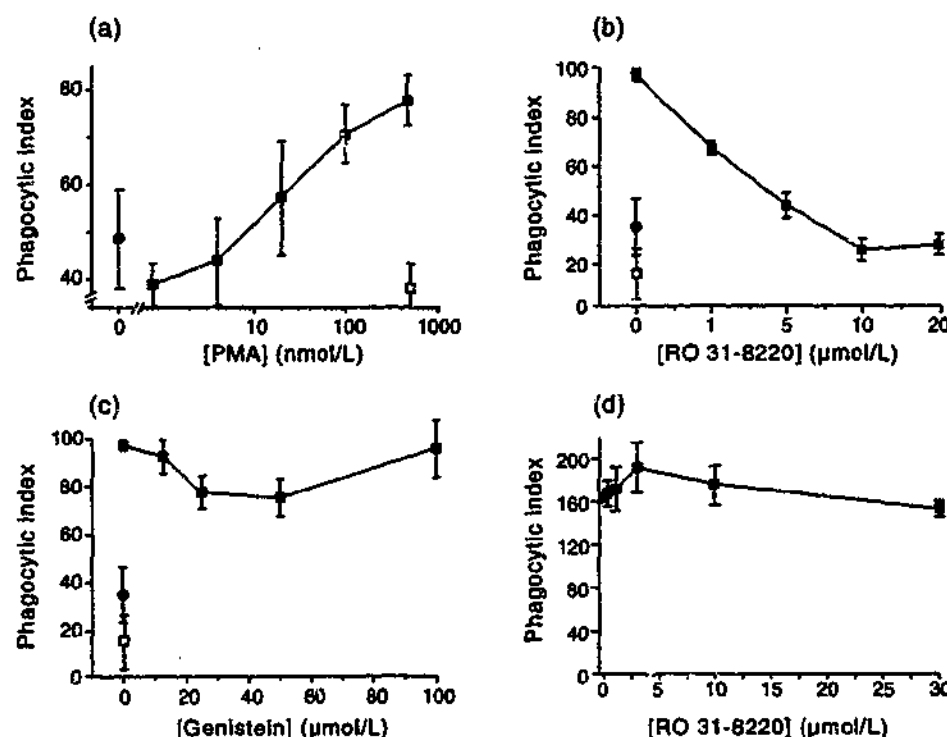 (a)
Phagocytic index
80
60
40
0 10 100 1000
[PMA] (nmol/L)
(b)
Phagocytic index
100
80
60
40
20
0
0 1 5 10 20
[RO 31-8220] (µmol/L)
(c)
Phagocytic index
100
80
60
40
20
0
0 20 40 60 80 100
[Genistein] (µmol/L)
(d)
Phagocytic index
200
160
120
80
40
0
0 5 10 15 20 25 30
[RO 31-8220] (µmol/L)